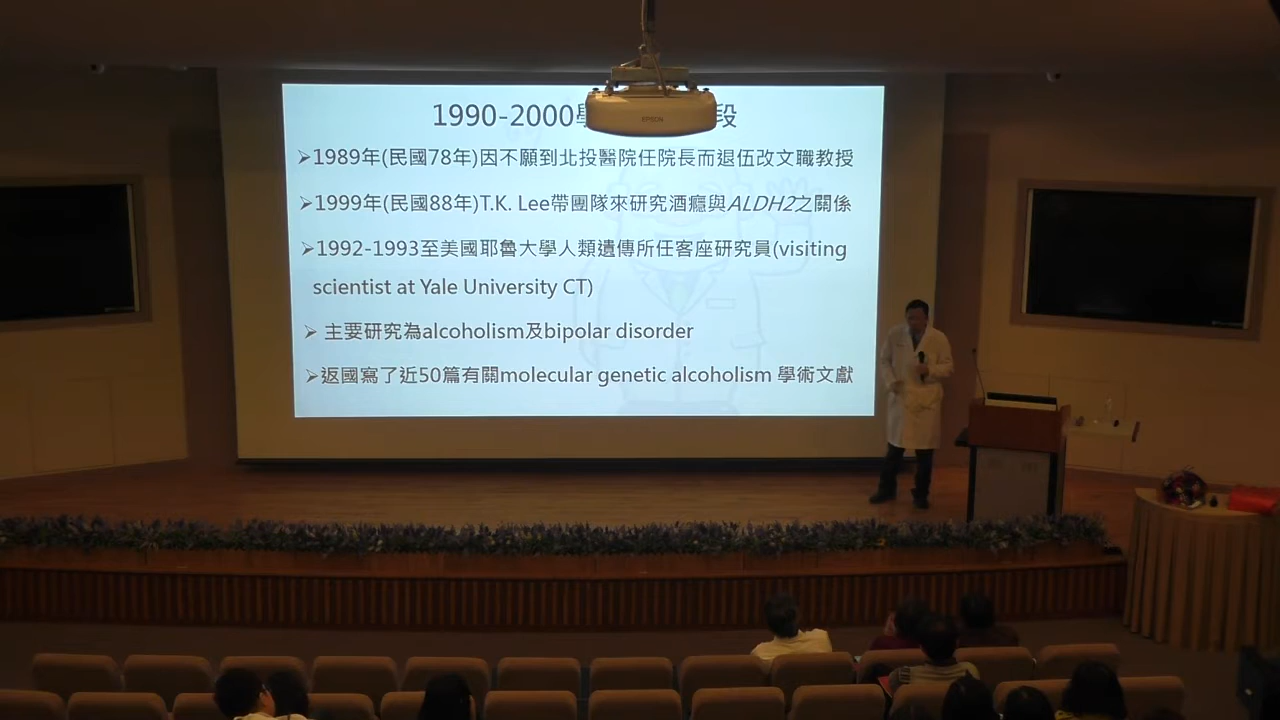 1990-2000學 段
➢1989年(民國78年)因不願到北投醫院任院長而退伍改文職教授
➢1999年(民國88年)T.K. Lee帶團隊來研究酒癮與ALDH2之關係
➢1992-1993至美國耶魯大學人類遺傳所任客座研究員(visiting
scientist at Yale University CT)
➢ 主要研究為alcoholism及bipolar disorder
➢返國寫了近50篇有關molecular genetic alcoholism 學術文獻
EPSON